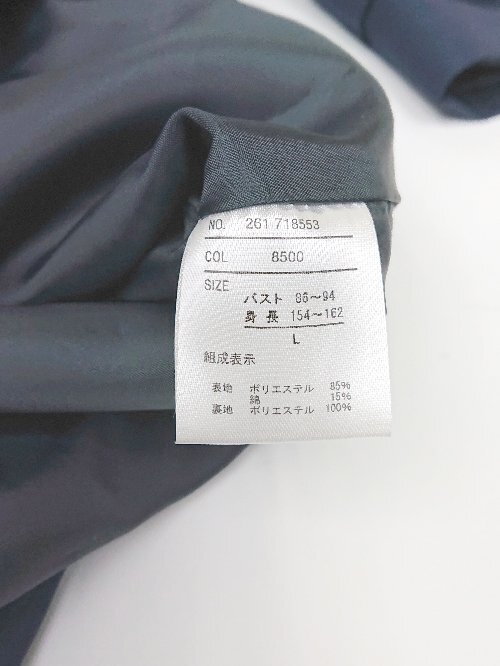 NO. 261 718553
COL 8500
SIZE
バスト 86～94
身長 154～162
L
組成表示
表地 ポリエステル 85%
綿 15%
裏地 ポリエステル 100%